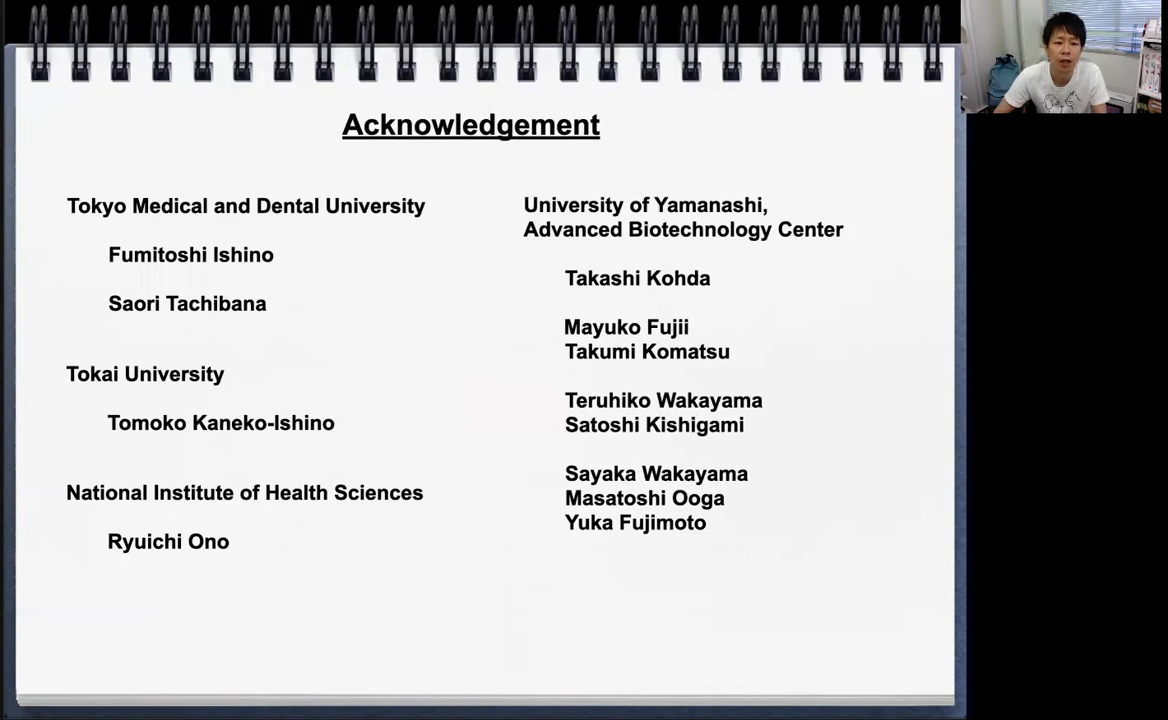 Acknowledgement
Tokyo Medical and Dental University
Fumitoshi Ishino
Saori Tachibana
Tokai University
Tomoko Kaneko-Ishino
National Institute of Health Sciences
Ryuichi Ono
University of Yamanashi,
Advanced Biotechnology Center
Takashi Kohda
Mayuko Fujii
Takumi Komatsu
Teruhiko Wakayama
Satoshi Kishigami
Sayaka Wakayama
Masatoshi Ooga
Yuka Fujimoto